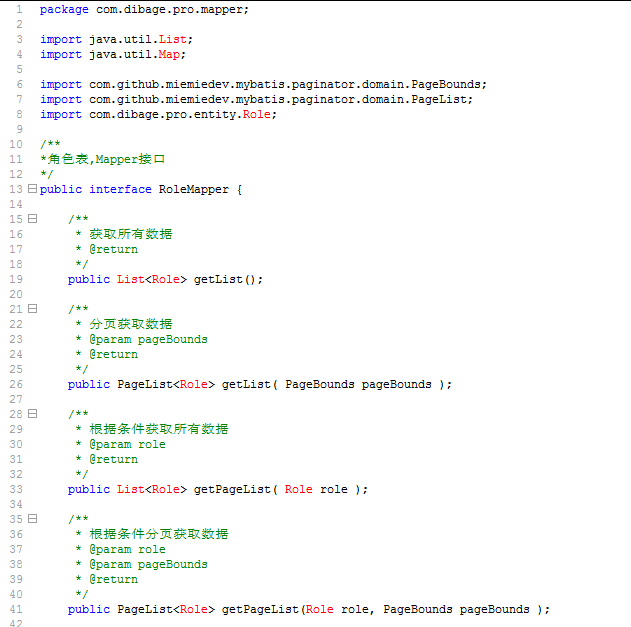 1 package com.dibage.pro.mapper;
2
3 import java.util.List;
4 import java.util.Map;
5
6 import com.github.miemiedev.mybatis.paginator.domain.PageBounds;
7 import com.github.miemiedev.mybatis.paginator.domain.PageList;
8 import com.dibage.pro.entity.Role;
9
10 /**
11 *角色表,Mapper接口
12 */
13 public interface RoleMapper {
14
15     /**
16      * 获取所有数据
17      * @return
18      */
19     public List<Role> getList();
20
21     /**
22      * 分页获取数据
23      * @param pageBounds
24      * @return
25      */
26     public PageList<Role> getList( PageBounds pageBounds );
27
28     /**
29      * 根据条件获取所有数据
30      * @param role
31      * @return
32      */
33     public List<Role> getPageList( Role role );
34
35     /**
36      * 根据条件分页获取数据
37      * @param role
38      * @param pageBounds
39      * @return
40      */
41     public PageList<Role> getPageList(Role role, PageBounds pageBounds );
42